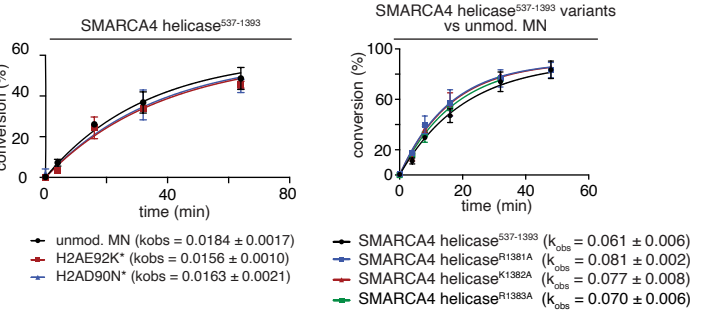 SMARCA4 helicase⁵³⁷⁻¹³⁹³
60
40
20
0
conversion (%)
0
40
80
time (min)
unmod. MN (kobs = 0.0184 ± 0.0017)
H2AE92K* (kobs = 0.0156 ± 0.0010)
H2AD90N* (kobs = 0.0163 ± 0.0021)
SMARCA4 helicase⁵³⁷⁻¹³⁹³ variants
vs unmod. MN
100
60
20
0
conversion (%)
0
20
40
60
time (min)
SMARCA4 helicase⁵³⁷⁻¹³⁹³ (kobs = 0.061 ± 0.006)
SMARCA4 helicaseR1381A (kobs = 0.081 ± 0.002)
SMARCA4 helicaseK1382A (kobs = 0.077 ± 0.008)
SMARCA4 helicaseR1383A (kobs = 0.070 ± 0.006)